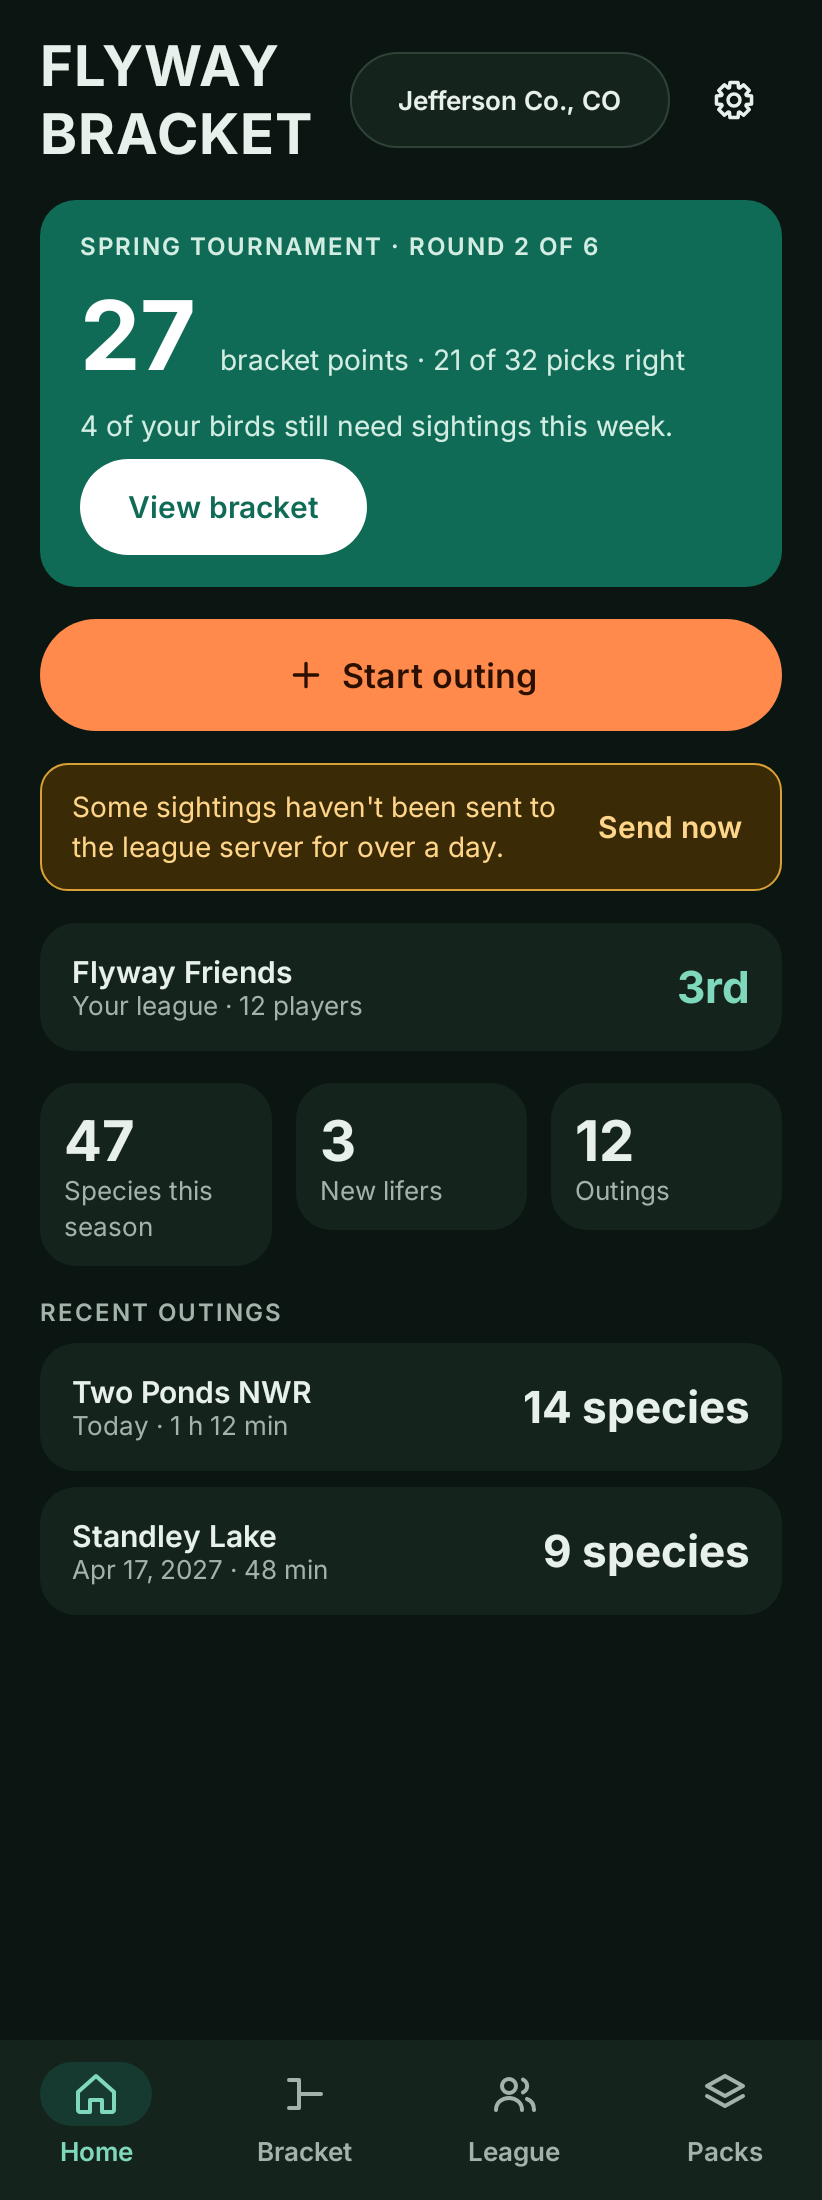 FLYWAY
BRACKET
Jefferson Co., CO
SPRING TOURNAMENT · ROUND 2 OF 6
27 bracket points · 21 of 32 picks right
4 of your birds still need sightings this week.
View bracket
+ Start outing
Some sightings haven't been sent to
the league server for over a day.
Send now
Flyway Friends
Your league · 12 players
3rd
47
Species this
season
3
New lifers
12
Outings
RECENT OUTINGS
Two Ponds NWR
Today · 1 h 12 min
14 species
Standley Lake
Apr 17, 2027 · 48 min
9 species
Home
Bracket
League
Packs